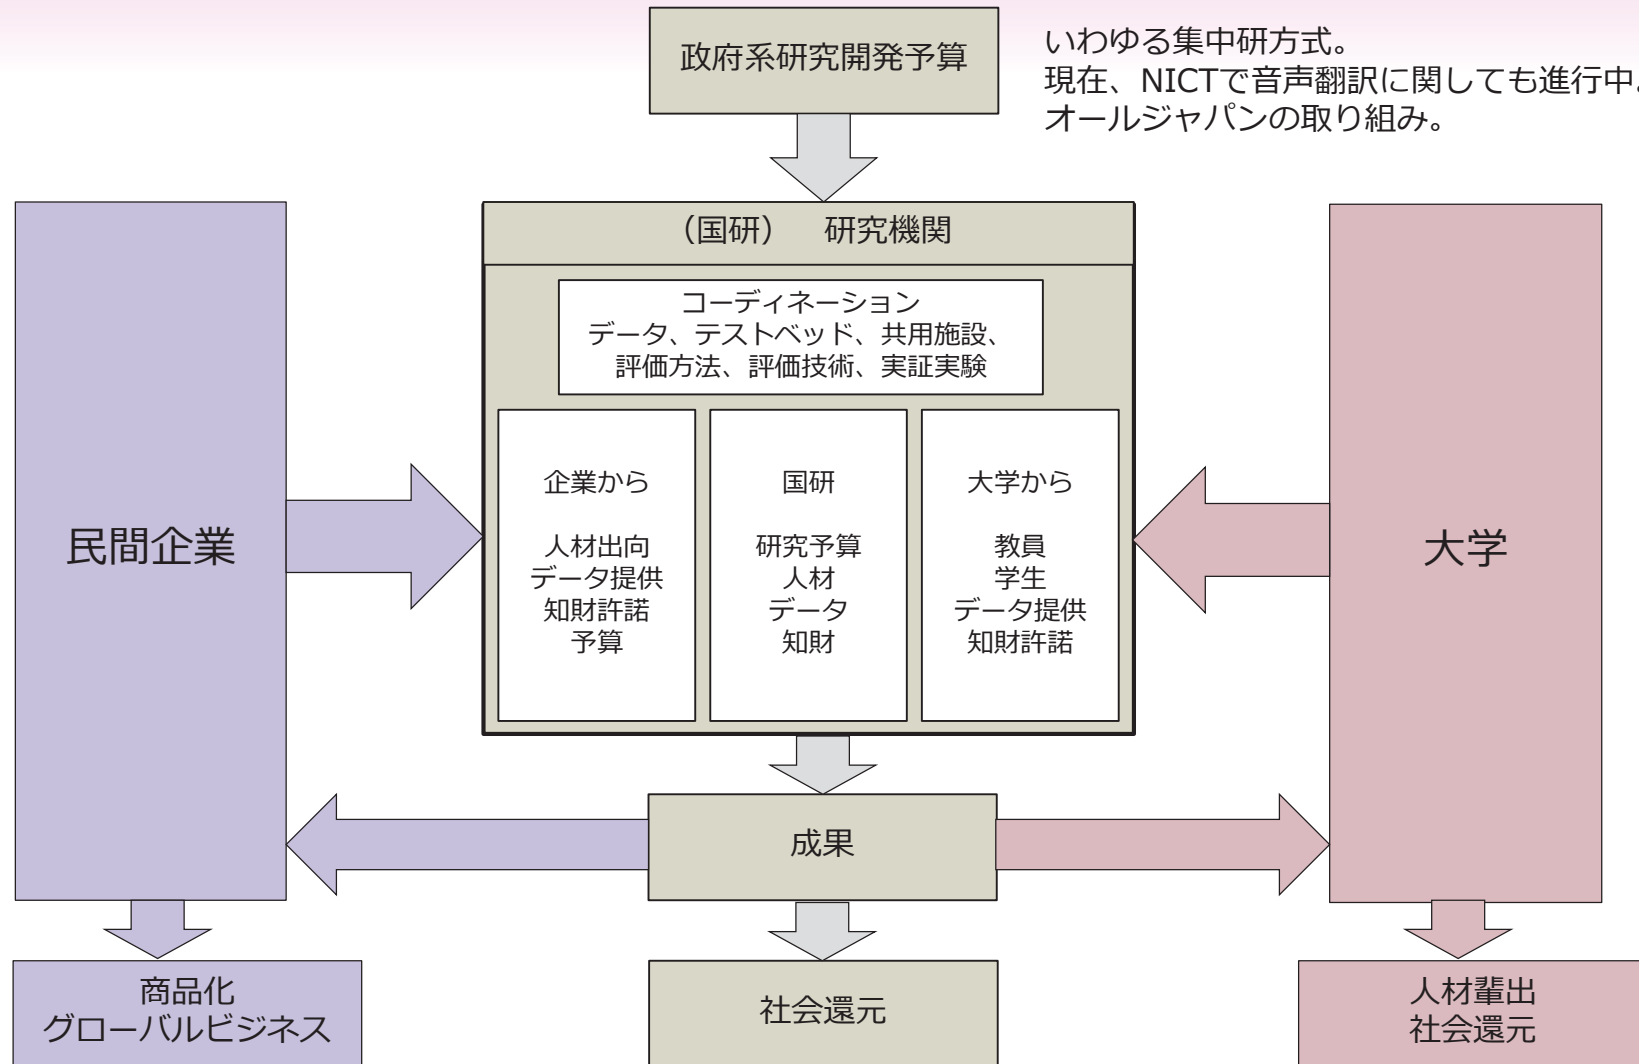 政府系研究開発予算
いわゆる集中研方式。
現在、NICTで音声翻訳に関しても進行中。
オールジャパンの取り組み。
（国研）　研究機関
コーディネーション
データ、テストベッド、共用施設、
評価方法、評価技術、実証実験
民間企業
企業から
人材出向
データ提供
知財許諾
予算
国研
研究予算
人材
データ
知財
大学から
教員
学生
データ提供
知財許諾
大学
成果
商品化
グローバルビジネス
社会還元
人材輩出
社会還元